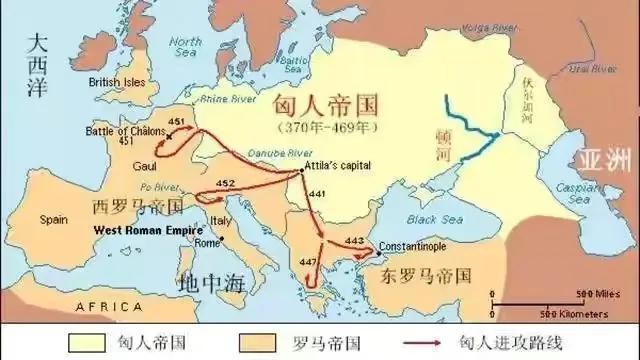 大西洋
North
Sea
Baltic
Sea
Volga River
Ural River
British Isles
Rhine River
匈人帝国
(370年-469年)
伏尔加河
顿河
451
Battle of Châlons
451
Gaul
Danube River
Attila's capital
亚洲
Caspian
Sea
Po River
452
441
西罗马帝国
Spain
Italy
West Roman Empire
Rome
Black Sea
443
Constantinople
447
地中海
东罗马帝国
AFRICA
0
500 Miles
0
500 Kilometers
匈人帝国
罗马帝国
匈人进攻路线